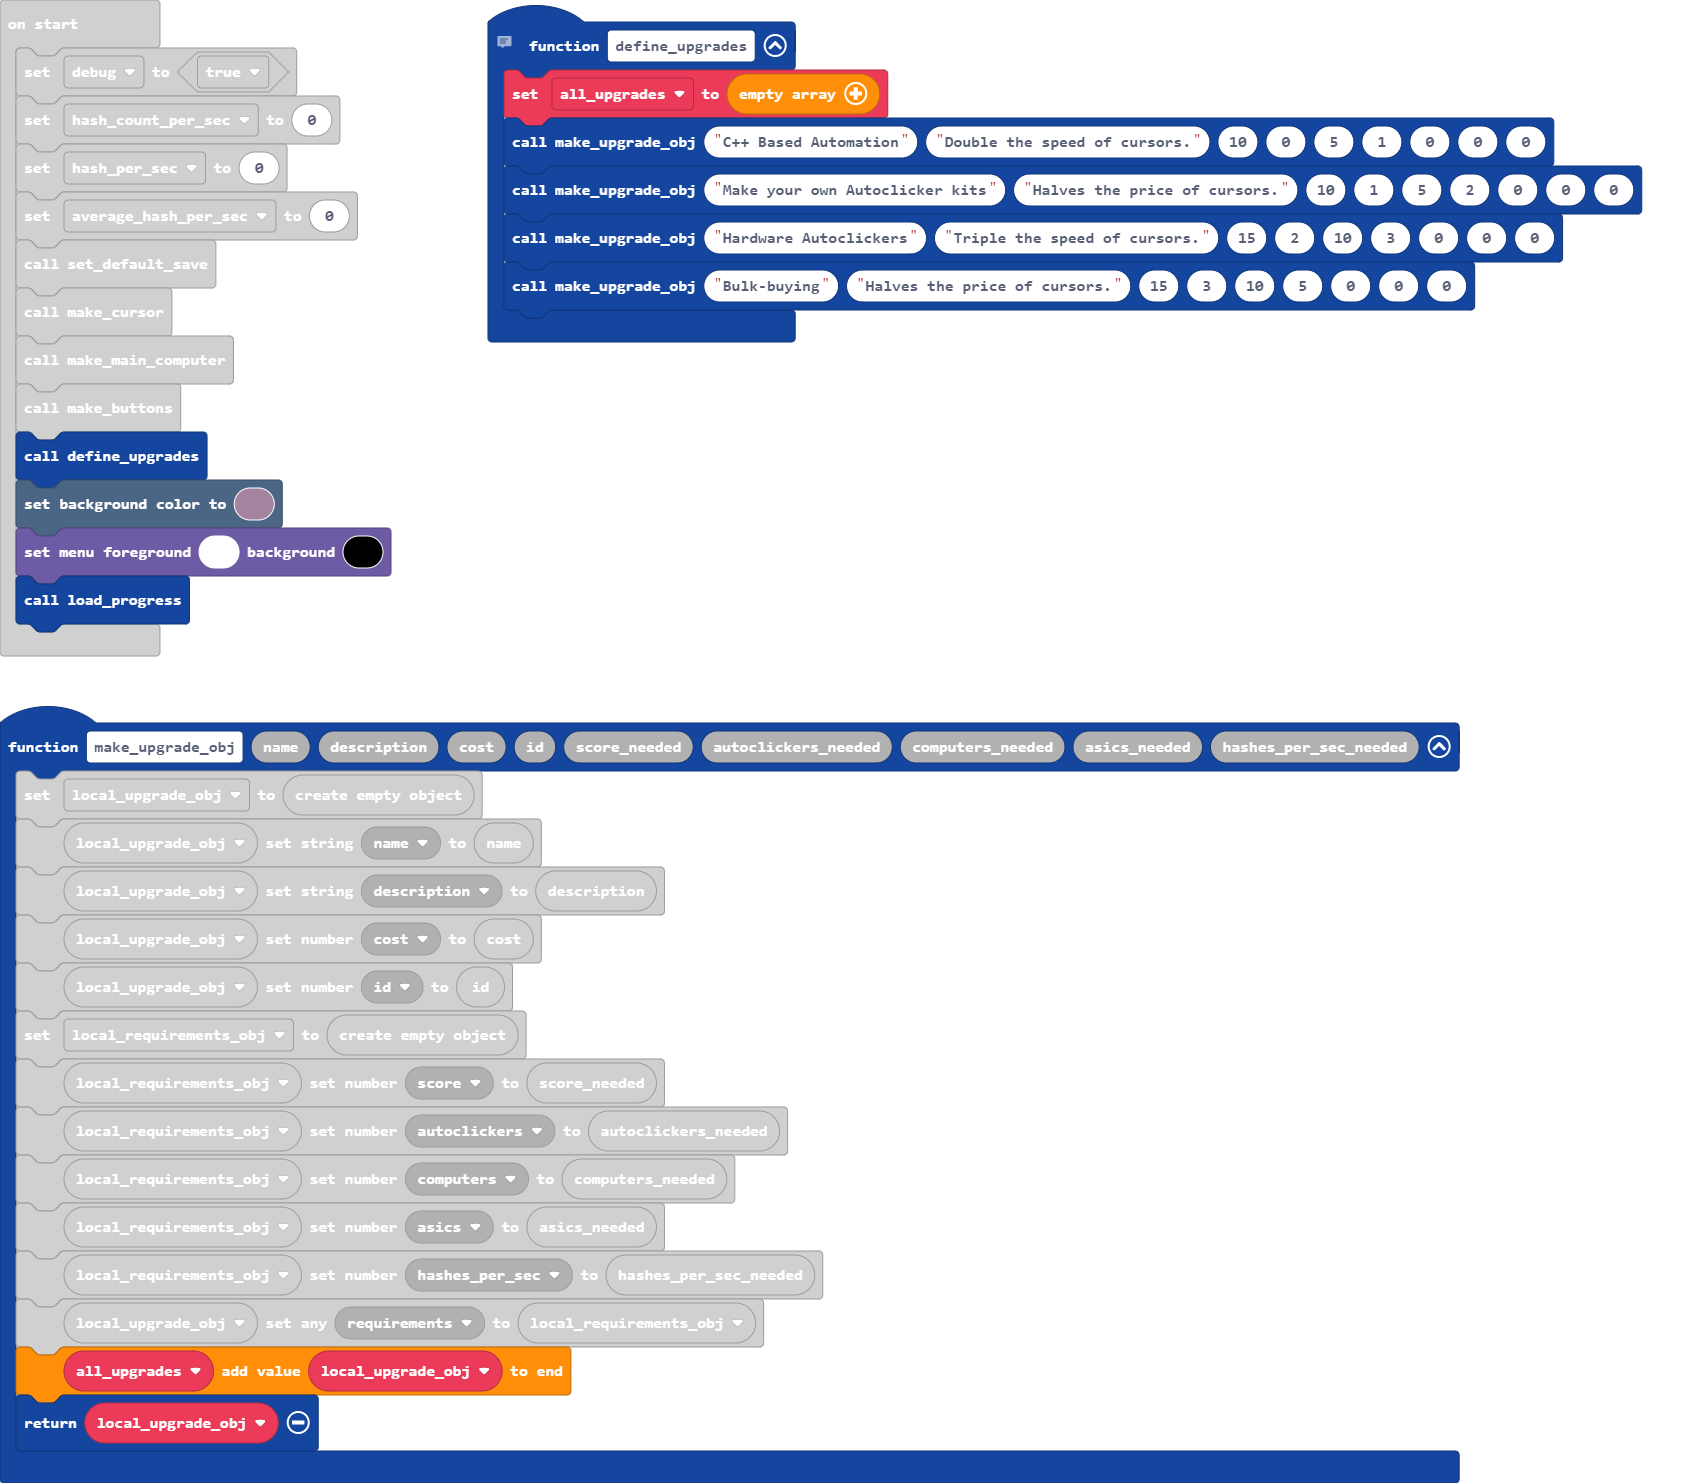 on start
set debug to true
set hash_count_per_sec to 0
set hash_per_sec to 0
set average_hash_per_sec to 0
call set_default_save
call make_cursor
call make_main_computer
call make_buttons
call define_upgrades
set background color to
set menu foreground background
call load_progress
function define_upgrades
set all_upgrades to empty array
call make_upgrade_obj "C++ Based Automation" "Double the speed of cursors." 10 0 5 1 0 0 0
call make_upgrade_obj "Make your own Autoclicker kits" "Halves the price of cursors." 10 1 5 2 0 0 0
call make_upgrade_obj "Hardware Autoclickers" "Triple the speed of cursors." 15 2 10 3 0 0 0
call make_upgrade_obj "Bulk-buying" "Halves the price of cursors." 15 3 10 5 0 0 0
function make_upgrade_obj name description cost id score_needed autoclickers_needed computers_needed asics_needed hashes_per_sec_needed
set local_upgrade_obj to create empty object
local_upgrade_obj set string name to name
local_upgrade_obj set string description to description
local_upgrade_obj set number cost to cost
local_upgrade_obj set number id to id
set local_requirements_obj to create empty object
local_requirements_obj set number score to score_needed
local_requirements_obj set number autoclickers to autoclickers_needed
local_requirements_obj set number computers to computers_needed
local_requirements_obj set number asics to asics_needed
local_requirements_obj set number hashes_per_sec to hashes_per_sec_needed
local_upgrade_obj set any requirements to local_requirements_obj
all_upgrades add value local_upgrade_obj to end
return local_upgrade_obj